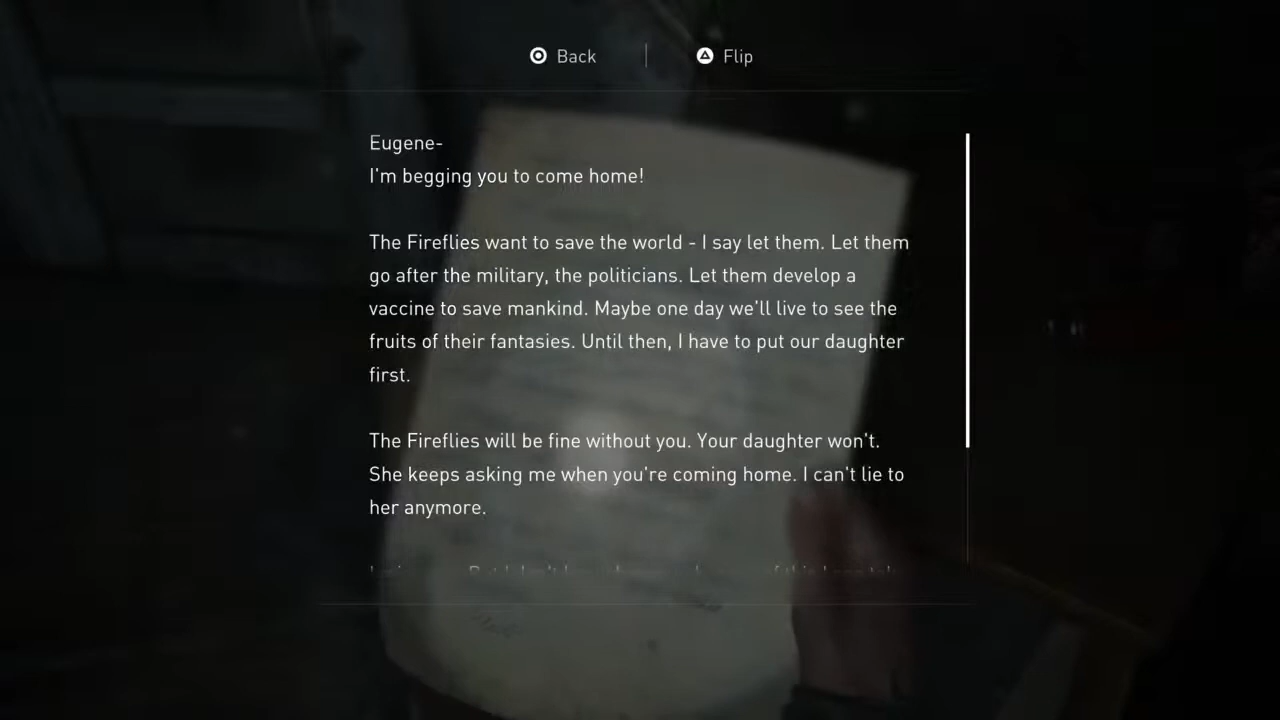 Back
Flip
Eugene-
I'm begging you to come home!
The Fireflies want to save the world - I say let them. Let them
go after the military, the politicians. Let them develop a
vaccine to save mankind. Maybe one day we'll live to see the
fruits of their fantasies. Until then, I have to put our daughter
first.
The Fireflies will be fine without you. Your daughter won't.
She keeps asking me when you're coming home. I can't lie to
her anymore.